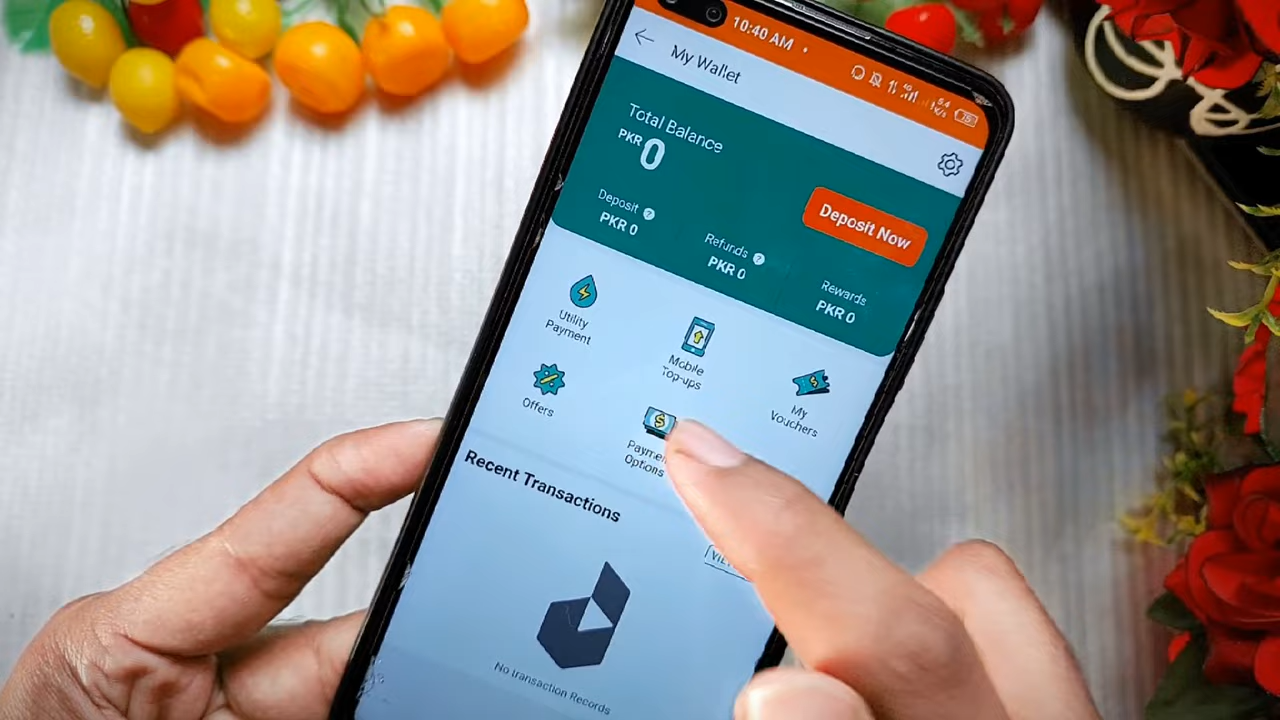 10:40 AM
My Wallet
Total Balance
PKR 0
Deposit Now
Deposit ?
PKR 0
Refunds ?
PKR 0
Rewards
PKR 0
Utility
Payment
Mobile
Top-ups
My
Vouchers
Offers
Options
Recent Transactions
No transaction Records